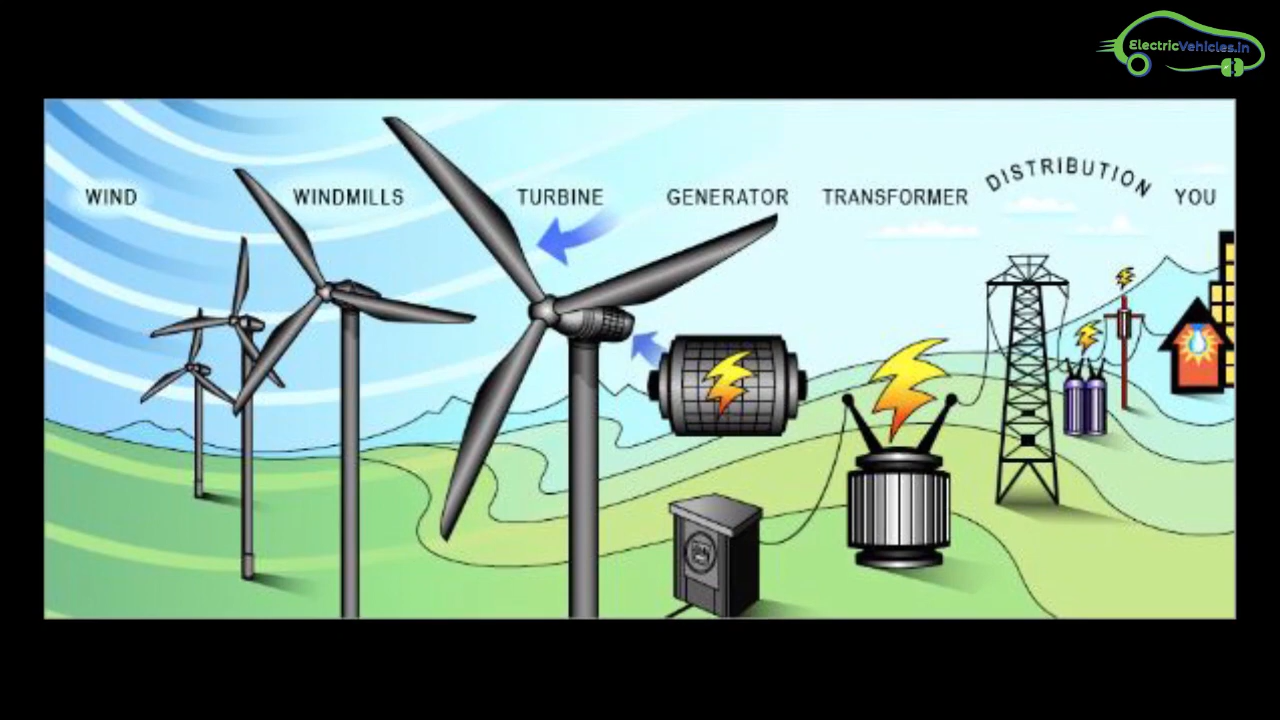 ElectricVehicles.in
WIND
WINDMILLS
TURBINE
GENERATOR
TRANSFORMER
DISTRIBUTION
YOU